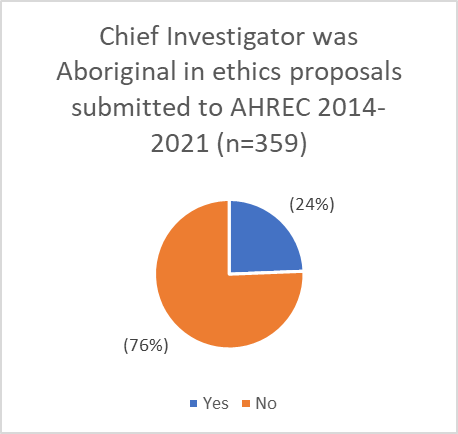 Chief Investigator was
Aboriginal in ethics proposals
submitted to AHREC 2014-
2021 (n=359)
(24%)
(76%)
Yes No